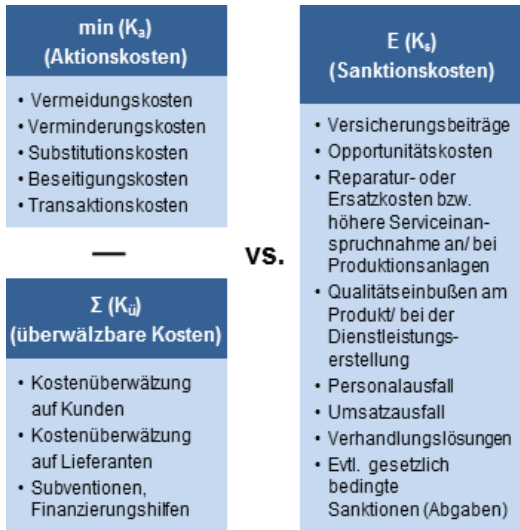 min (Kₐ)
(Aktionskosten)
• Vermeidungskosten
• Verminderungskosten
• Substitutionskosten
• Beseitigungskosten
• Transaktionskosten
—
Σ (Kü)
(überwälzbare Kosten)
• Kostenüberwälzung
auf Kunden
• Kostenüberwälzung
auf Lieferanten
• Subventionen,
Finanzierungshilfen
vs.
E (Kₛ)
(Sanktionskosten)
• Versicherungsbeiträge
• Opportunitätskosten
• Reparatur- oder
Ersatzkosten bzw.
höhere Serviceinan-
spruchnahme an/ bei
Produktionsanlagen
• Qualitätseinbußen am
Produkt/ bei der
Dienstleistungs-
erstellung
• Personalausfall
• Umsatzausfall
• Verhandlungslösungen
• Evtl. gesetzlich
bedingte
Sanktionen (Abgaben)